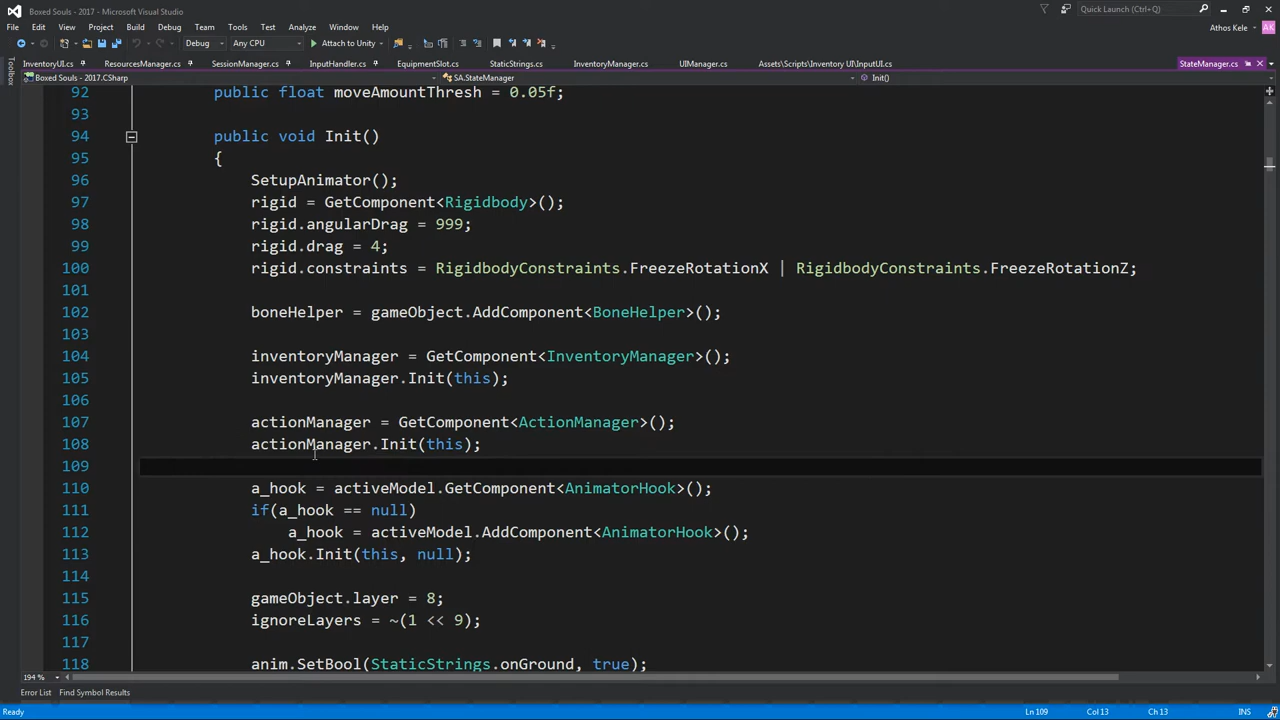 Boxed Souls - 2017 - Microsoft Visual Studio
Quick Launch (Ctrl+Q)
File Edit View Project Build Debug Team Tools Test Analyze Window Help
Athos Kele
AK
Debug Any CPU Attach to Unity
Toolbox
InventoryUI.cs ResourcesManager.cs SessionManager.cs InputHandler.cs EquipmentSlot.cs StaticStrings.cs InventoryManager.cs UIManager.cs Assets\Scripts\Inventory UI\InputUI.cs StateManager.cs
Boxed Souls - 2017.CSharp SA.StateManager Init()
92 public float moveAmountThresh = 0.05f;
93
94 public void Init()
95 {
96 SetupAnimator();
97 rigid = GetComponent<Rigidbody>();
98 rigid.angularDrag = 999;
99 rigid.drag = 4;
100 rigid.constraints = RigidbodyConstraints.FreezeRotationX | RigidbodyConstraints.FreezeRotationZ;
101
102 boneHelper = gameObject.AddComponent<BoneHelper>();
103
104 inventoryManager = GetComponent<InventoryManager>();
105 inventoryManager.Init(this);
106
107 actionManager = GetComponent<ActionManager>();
108 actionManager.Init(this);
109
110 a_hook = activeModel.GetComponent<AnimatorHook>();
111 if(a_hook == null)
112 a_hook = activeModel.AddComponent<AnimatorHook>();
113 a_hook.Init(this, null);
114
115 gameObject.layer = 8;
116 ignoreLayers = ~(1 << 9);
117
118 anim.SetBool(StaticStrings.onGround, true);
194 %
Error List Find Symbol Results
Ready Ln 109 Col 13 Ch 13 INS